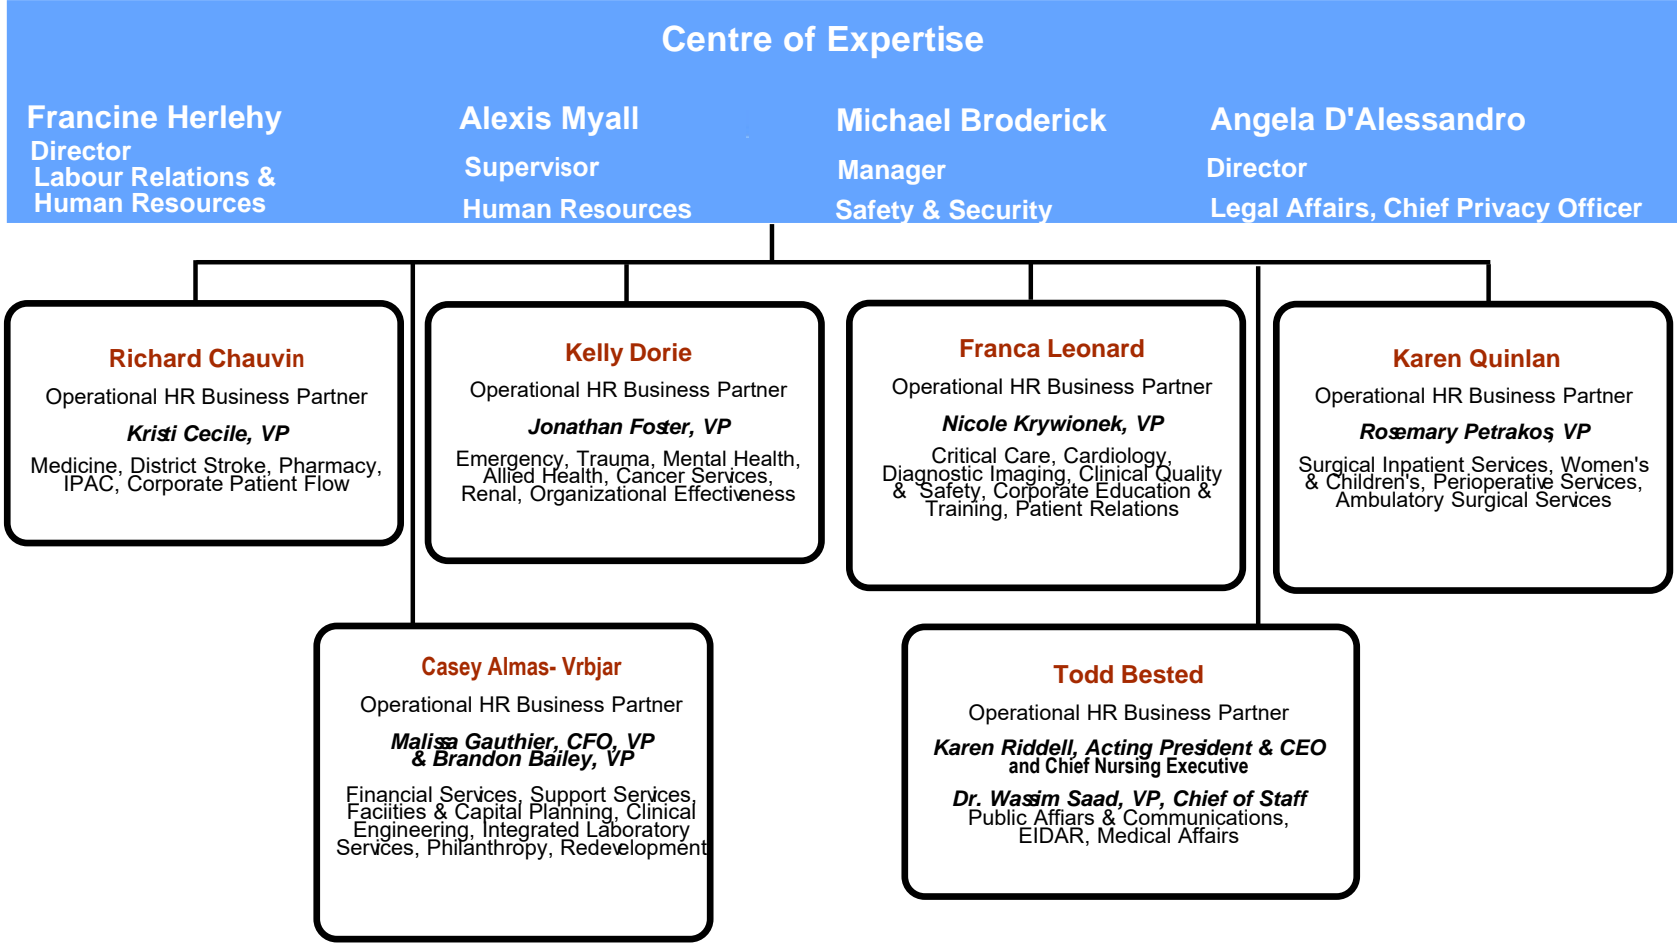 Centre of Expertise
Francine Herlehy
Director
Labour Relations &
Human Resources
Alexis Myall
Supervisor
Human Resources
Michael Broderick
Manager
Safety & Security
Angela D'Alessandro
Director
Legal Affairs, Chief Privacy Officer
Richard Chauvin
Operational HR Business Partner
Kristi Cecile, VP
Medicine, District Stroke, Pharmacy,
IPAC, Corporate Patient Flow
Kelly Dorie
Operational HR Business Partner
Jonathan Foster, VP
Emergency, Trauma, Mental Health,
Allied Health, Cancer Services,
Renal, Organizational Effectiveness
Franca Leonard
Operational HR Business Partner
Nicole Krywionek, VP
Critical Care, Cardiology,
Diagnostic Imaging, Clinical Quality
& Safety, Corporate Education &
Training, Patient Relations
Karen Quinlan
Operational HR Business Partner
Rosemary Petrakos, VP
Surgical Inpatient Services, Women's
& Children's, Perioperative Services,
Ambulatory Surgical Services
Casey Almas- Vrbjar
Operational HR Business Partner
Malissa Gauthier, CFO, VP
& Brandon Bailey, VP
Financial Services, Support Services,
Faciities & Capital Planning, Clinical
Engineering, Integrated Laboratory
Services, Philanthropy, Redevelopment
Todd Bested
Operational HR Business Partner
Karen Riddell, Acting President & CEO
and Chief Nursing Executive
Dr. Wassim Saad, VP, Chief of Staff
Public Affiars & Communications,
EIDAR, Medical Affairs